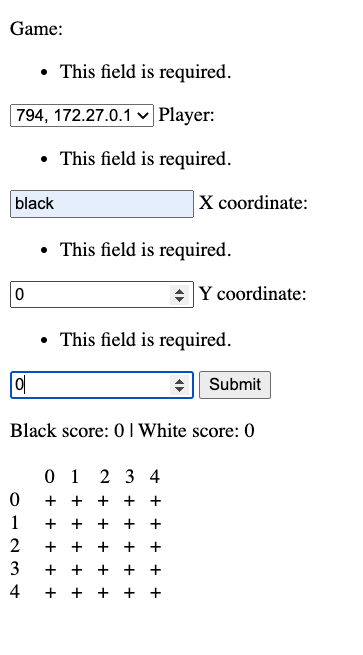 Game:
• This field is required.
794, 172.27.0.1 Player:
• This field is required.
black X coordinate:
• This field is required.
0 Y coordinate:
• This field is required.
0 Submit
Black score: 0 | White score: 0
0 1 2 3 4
0 + + + + +
1 + + + + +
2 + + + + +
3 + + + + +
4 + + + + +